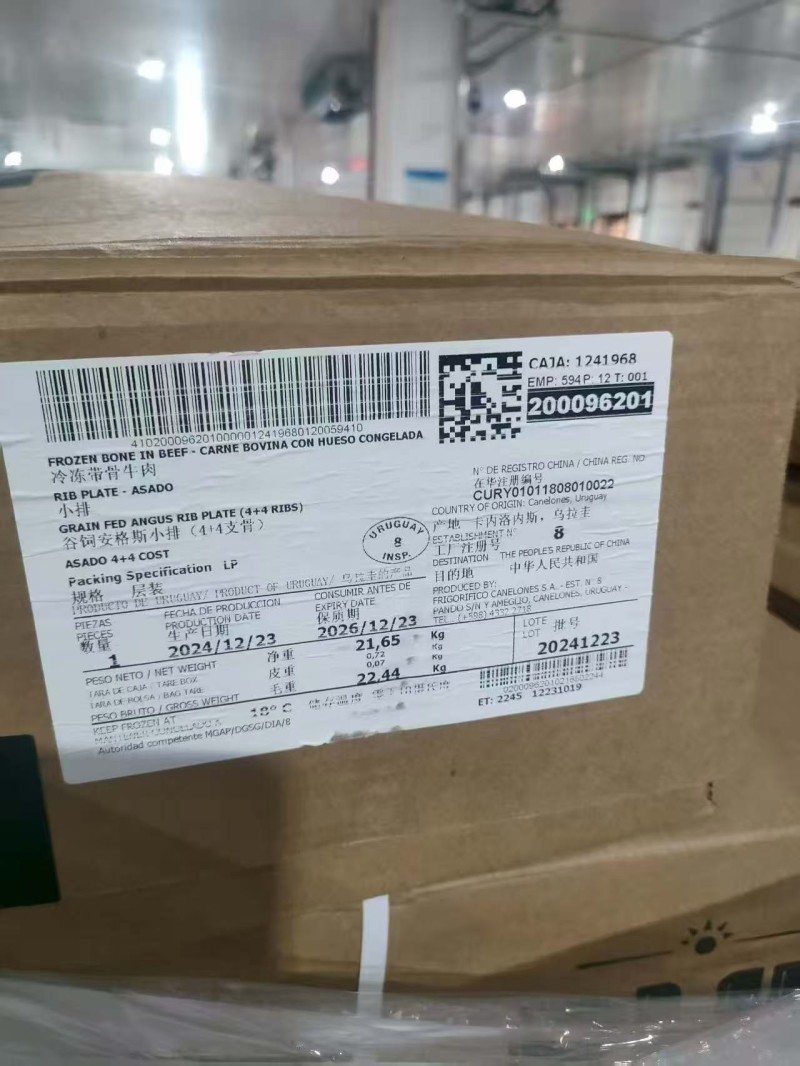 41020009620100000124196801200594 10
CAJA: 1241968
EMP: 594 P: 12 T: 001
200096201
FROZEN BONE IN BEEF - CARNE BOVINA CON HUESO CONGELADA
冷冻带骨牛肉
RIB PLATE - ASADO
小排
GRAIN FED ANGUS RIB PLATE (4+4 RIBS)
谷饲安格斯小排（4+4支骨）
ASADO 4+4 COST
Packing Specification LP
规格 层装
URUGUAY
8
INSP.
N° DE REGISTRO CHINA / CHINA REG. NO.
在华注册编号
CURY01011808010022
COUNTRY OF ORIGIN: Canelones, Uruguay
产地 卡内洛内斯，乌拉圭
ESTABLISHMENT N° 8
工厂注册号
DESTINATION THE PEOPLE'S REPUBLIC OF CHINA
目的地 中华人民共和国
PRODUCED BY:
FRIGORIFICO CANELONES S.A. - EST. N° 8
PANDO S/N Y AMEGLIO, CANELONES, URUGUAY -
TEL.
PRODUCTO DE URUGUAY/ PRODUCT OF URUGUAY/ 乌拉圭的产品
PIEZAS
PIECES
数量
1
FECHA DE PRODUCCION
PRODUCTION DATE
生产日期
2024/12/23
CONSUMIR ANTES DE
EXPIRY DATE
保质期
2026/12/23
LOTE 批号
LOT
20241223
PESO NETO / NET WEIGHT 净重 21,65 Kg
TARA DE CAJA / TARE BOX 皮重 0,72 Kg
TARA DE BOLSA / BAG TARE 0,07 Kg
PESO BRUTO / GROSS WEIGHT 毛重 22,44 Kg
KEEP FROZEN AT 18° C
MANTENER CONGELADO A
Autoridad competente MGAP/DGSG/DIA/8
ET: 2245 12231019